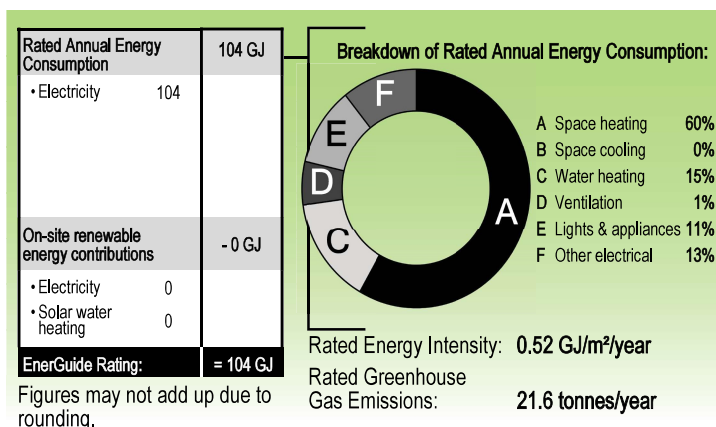 Rated Annual Energy
Consumption
104 GJ
• Electricity 104
On-site renewable
energy contributions
- 0 GJ
• Electricity 0
• Solar water
heating 0
EnerGuide Rating: = 104 GJ
Figures may not add up due to
rounding.
Breakdown of Rated Annual Energy Consumption:
F
E
D
C
A
A Space heating 60%
B Space cooling 0%
C Water heating 15%
D Ventilation 1%
E Lights & appliances 11%
F Other electrical 13%
Rated Energy Intensity: 0.52 GJ/m²/year
Rated Greenhouse
Gas Emissions: 21.6 tonnes/year